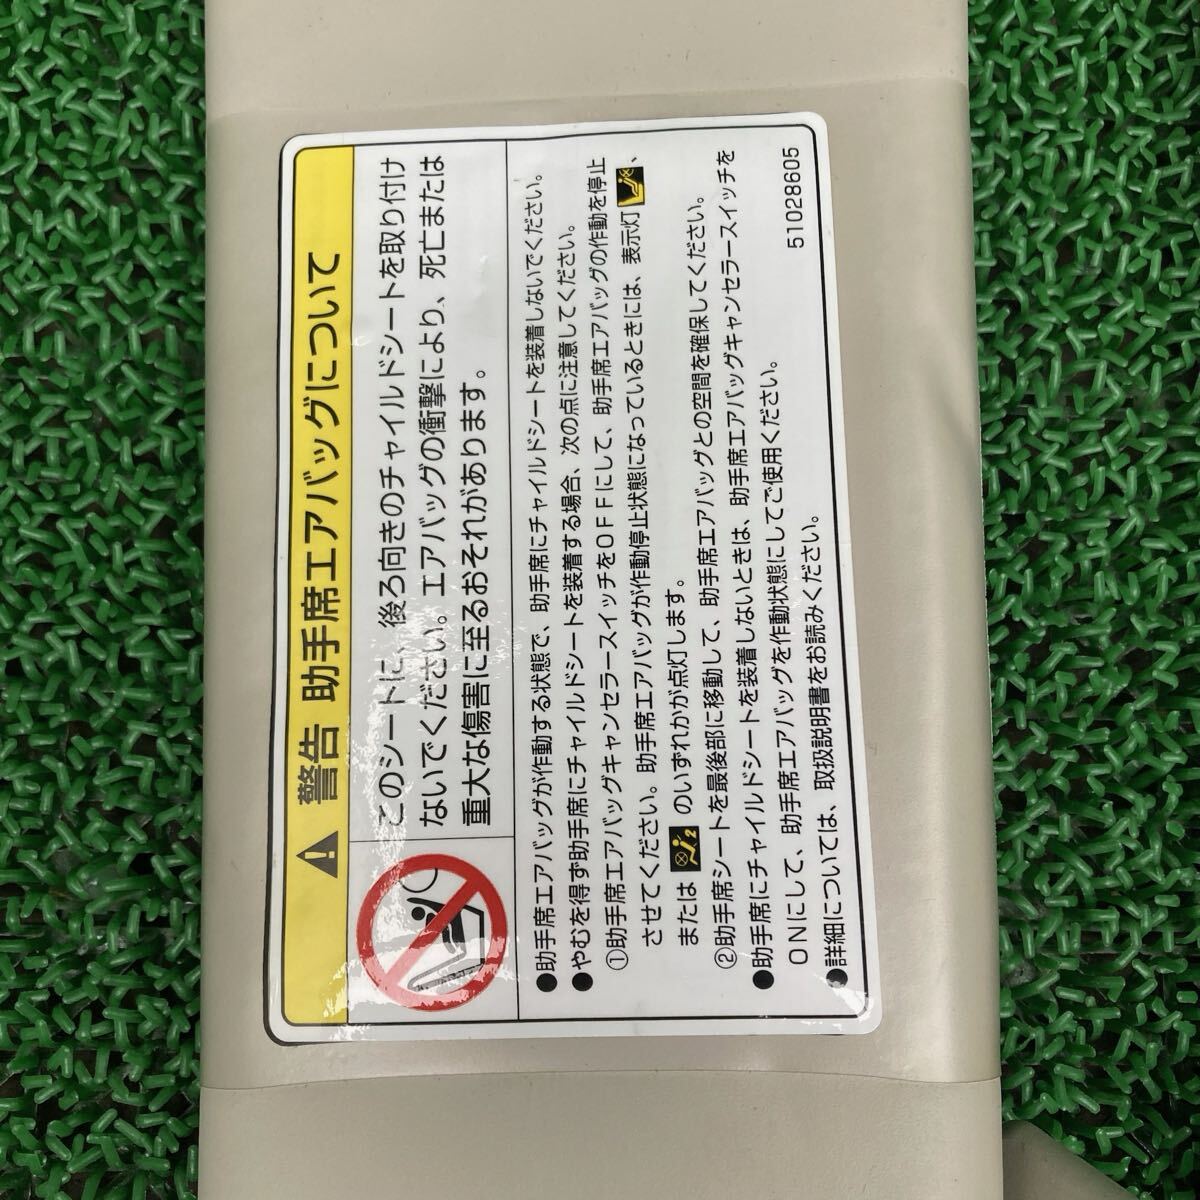 警告 助手席エアバッグについて
このシートに、後ろ向きのチャイルドシートを取り付け
ないでください。エアバッグの衝撃により、死亡または
重大な傷害に至るおそれがあります。
●助手席エアバッグが作動する状態で、助手席にチャイルドシートを装着しないでください。
●やむを得ず助手席にチャイルドシートを装着する場合、次の点に注意してください。
①助手席エアバッグキャンセラースイッチをOFFにして、助手席エアバッグの作動を停止
させてください。助手席エアバッグが作動停止状態になっているときには、表示灯、
または 2 のいずれかが点灯します。
②助手席シートを最後部に移動して、助手席エアバッグとの空間を確保してください。
●助手席にチャイルドシートを装着しないときは、助手席エアバッグキャンセラースイッチを
ONにして、助手席エアバッグを作動状態にしてご使用ください。
●詳細については、取扱説明書をお読みください。
51028605